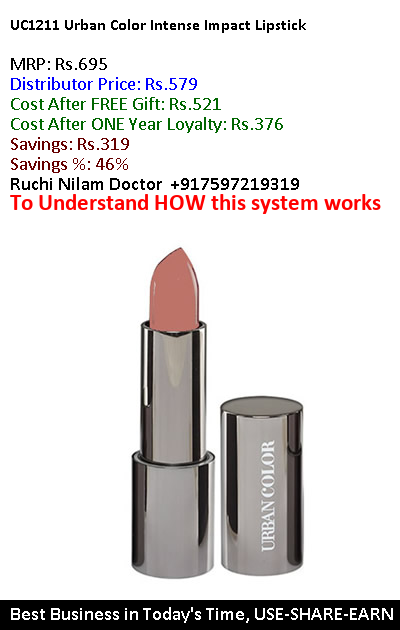 UC1211 Urban Color Intense Impact Lipstick
MRP: Rs.695
Distributor Price: Rs.579
Cost After FREE Gift: Rs.521
Cost After ONE Year Loyalty: Rs.376
Savings: Rs.319
Savings %: 46%
Ruchi Nilam Doctor +917597219319
To Understand HOW this system works
URBAN COLOR
Best Business in Today's Time, USE-SHARE-EARN